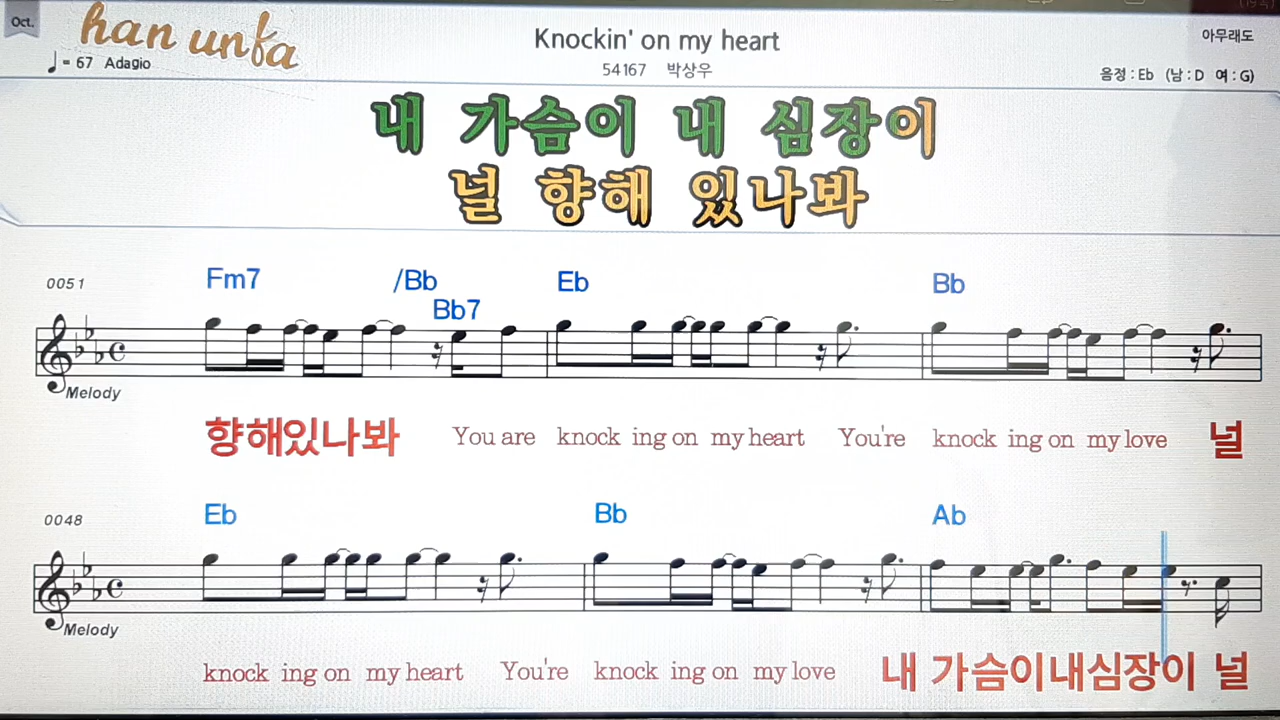 Oct.
han unfa
Knockin' on my heart
아무래도
♩= 67 Adagio
54167 박상우
음정 : Eb (남 : D 여 : G)
내 가슴이 내 심장이
널 향해 있나봐
0051
Fm7 /Bb Bb7 Eb Bb
Melody
향해있나봐 You are knock ing on my heart You're knock ing on my love 널
0048
Eb Bb Ab
Melody
knock ing on my heart You're knock ing on my love 내 가슴이내심장이 널